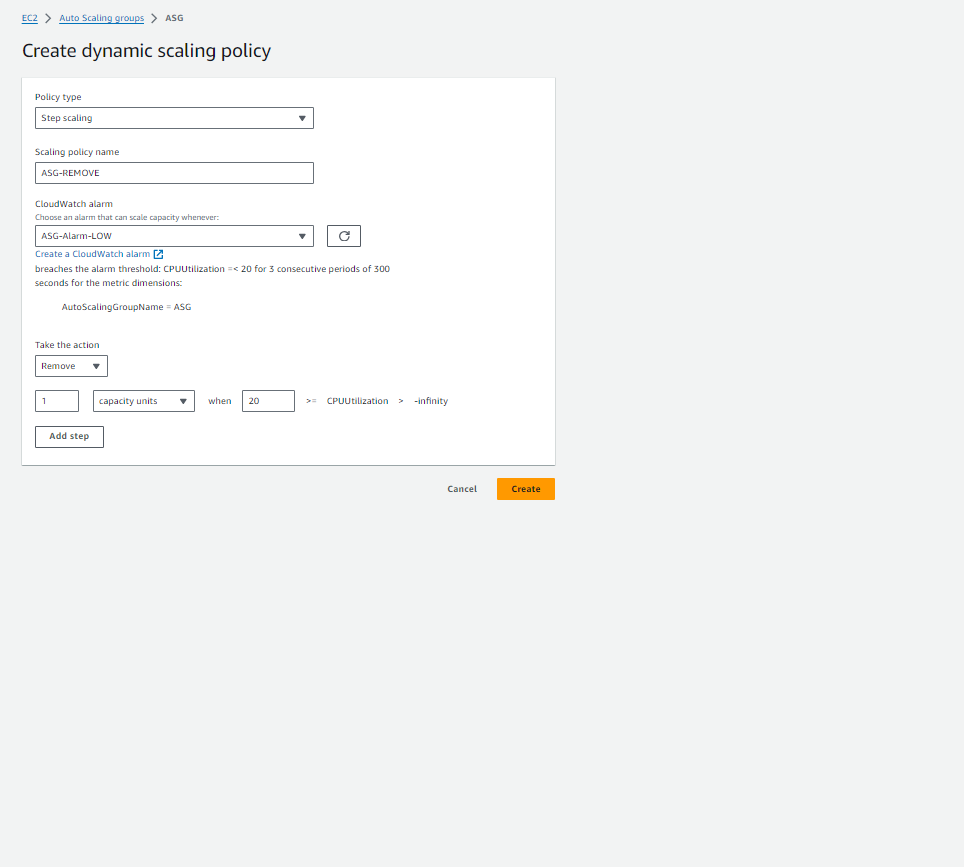 EC2 > Auto Scaling groups > ASG
Create dynamic scaling policy
Policy type
Step scaling
Scaling policy name
ASG-REMOVE
CloudWatch alarm
Choose an alarm that can scale capacity whenever:
ASG-Alarm-LOW
Create a CloudWatch alarm
breaches the alarm threshold: CPUUtilization =< 20 for 3 consecutive periods of 300
seconds for the metric dimensions:
AutoScalingGroupName = ASG
Take the action
Remove
1 capacity units when 20 >= CPUUtilization > -infinity
Add step
Cancel Create